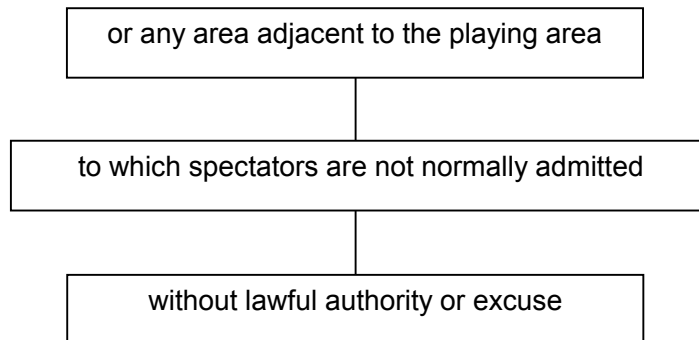 or any area adjacent to the playing area
to which spectators are not normally admitted
without lawful authority or excuse